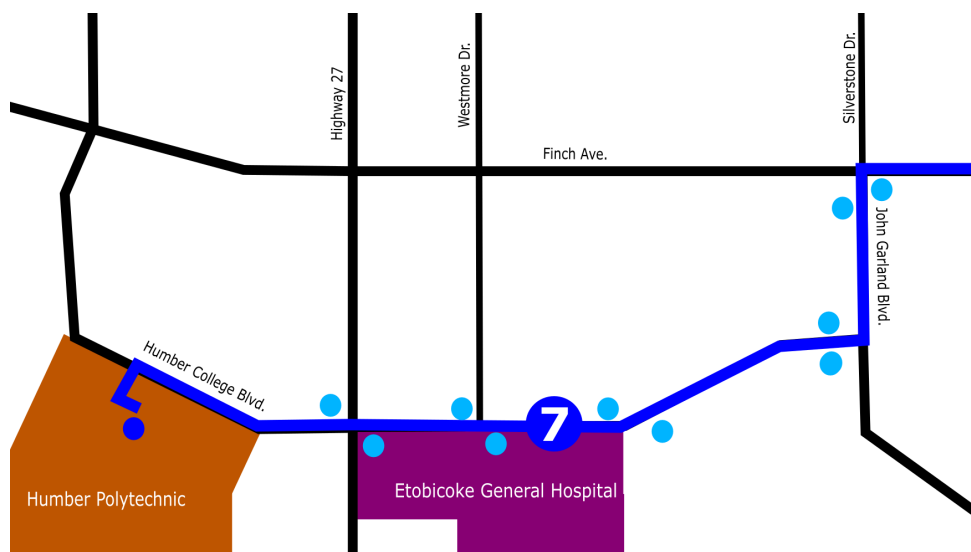 Highway 27
Westmore Dr.
Silverstone Dr.
Finch Ave.
John Garland Blvd.
Humber College Blvd.
7
Humber Polytechnic
Etobicoke General Hospital